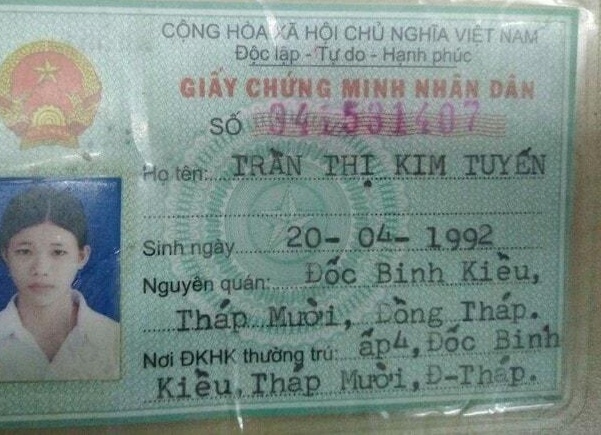 CỘNG HÒA XÃ HỘI CHỦ NGHĨA VIỆT NAM
Độc lập - Tự do - Hạnh phúc
GIẤY CHỨNG MINH NHÂN DÂN
SỐ 341531407
Họ tên: TRẦN THỊ KIM TUYẾN
Sinh ngày 20-04-1992
Nguyên quán: Đốc Binh Kiều,
Tháp Mười, Đồng Tháp.
Nơi ĐKHK thường trú: ấp4, Đốc Binh
Kiều, Tháp Mười, Đ-Tháp.